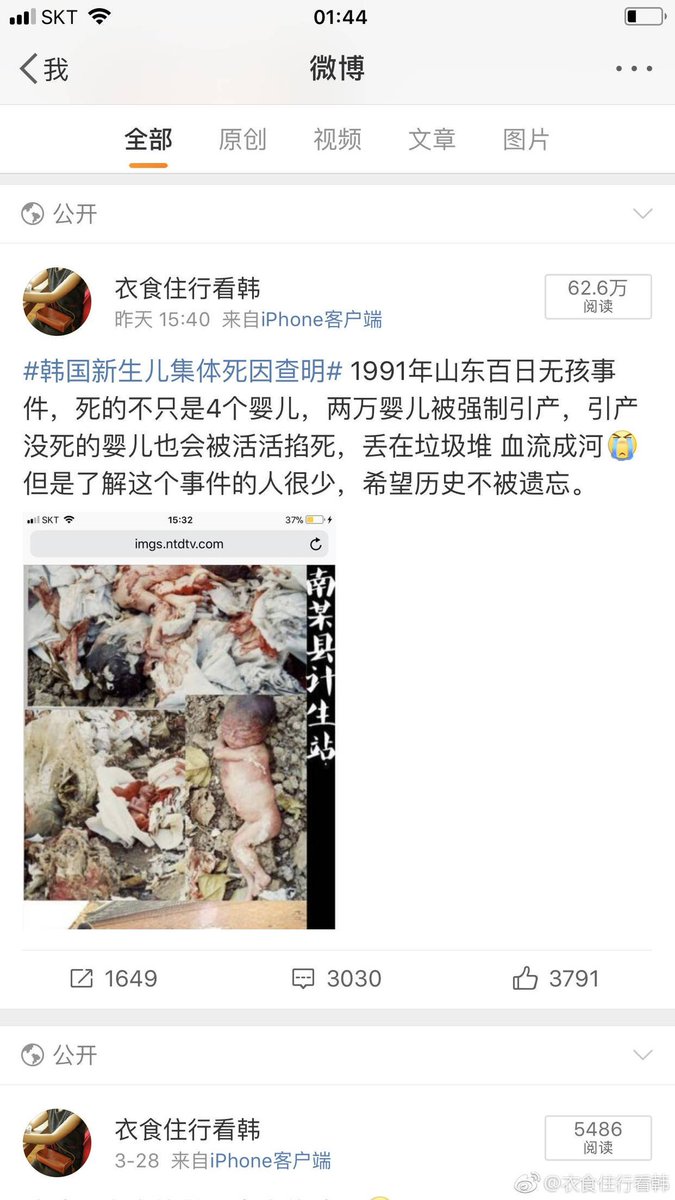 SKT 01:44
我 微博
全部 原创 视频 文章 图片
公开
衣食住行看韩
62.6万
阅读
昨天 15:40 来自iPhone客户端
#韩国新生儿集体死因查明# 1991年山东百日无孩事
件，死的不只是4个婴儿，两万婴儿被强制引产，引产
没死的婴儿也会被活活掐死，丢在垃圾堆 血流成河😭
但是了解这个事件的人很少，希望历史不被遗忘。
SKT 15:32 37%
imgs.ntdtv.com
南某县计生站
1649 3030 3791
公开
衣食住行看韩
5486
阅读
3-28 来自iPhone客户端
@衣食住行看韩